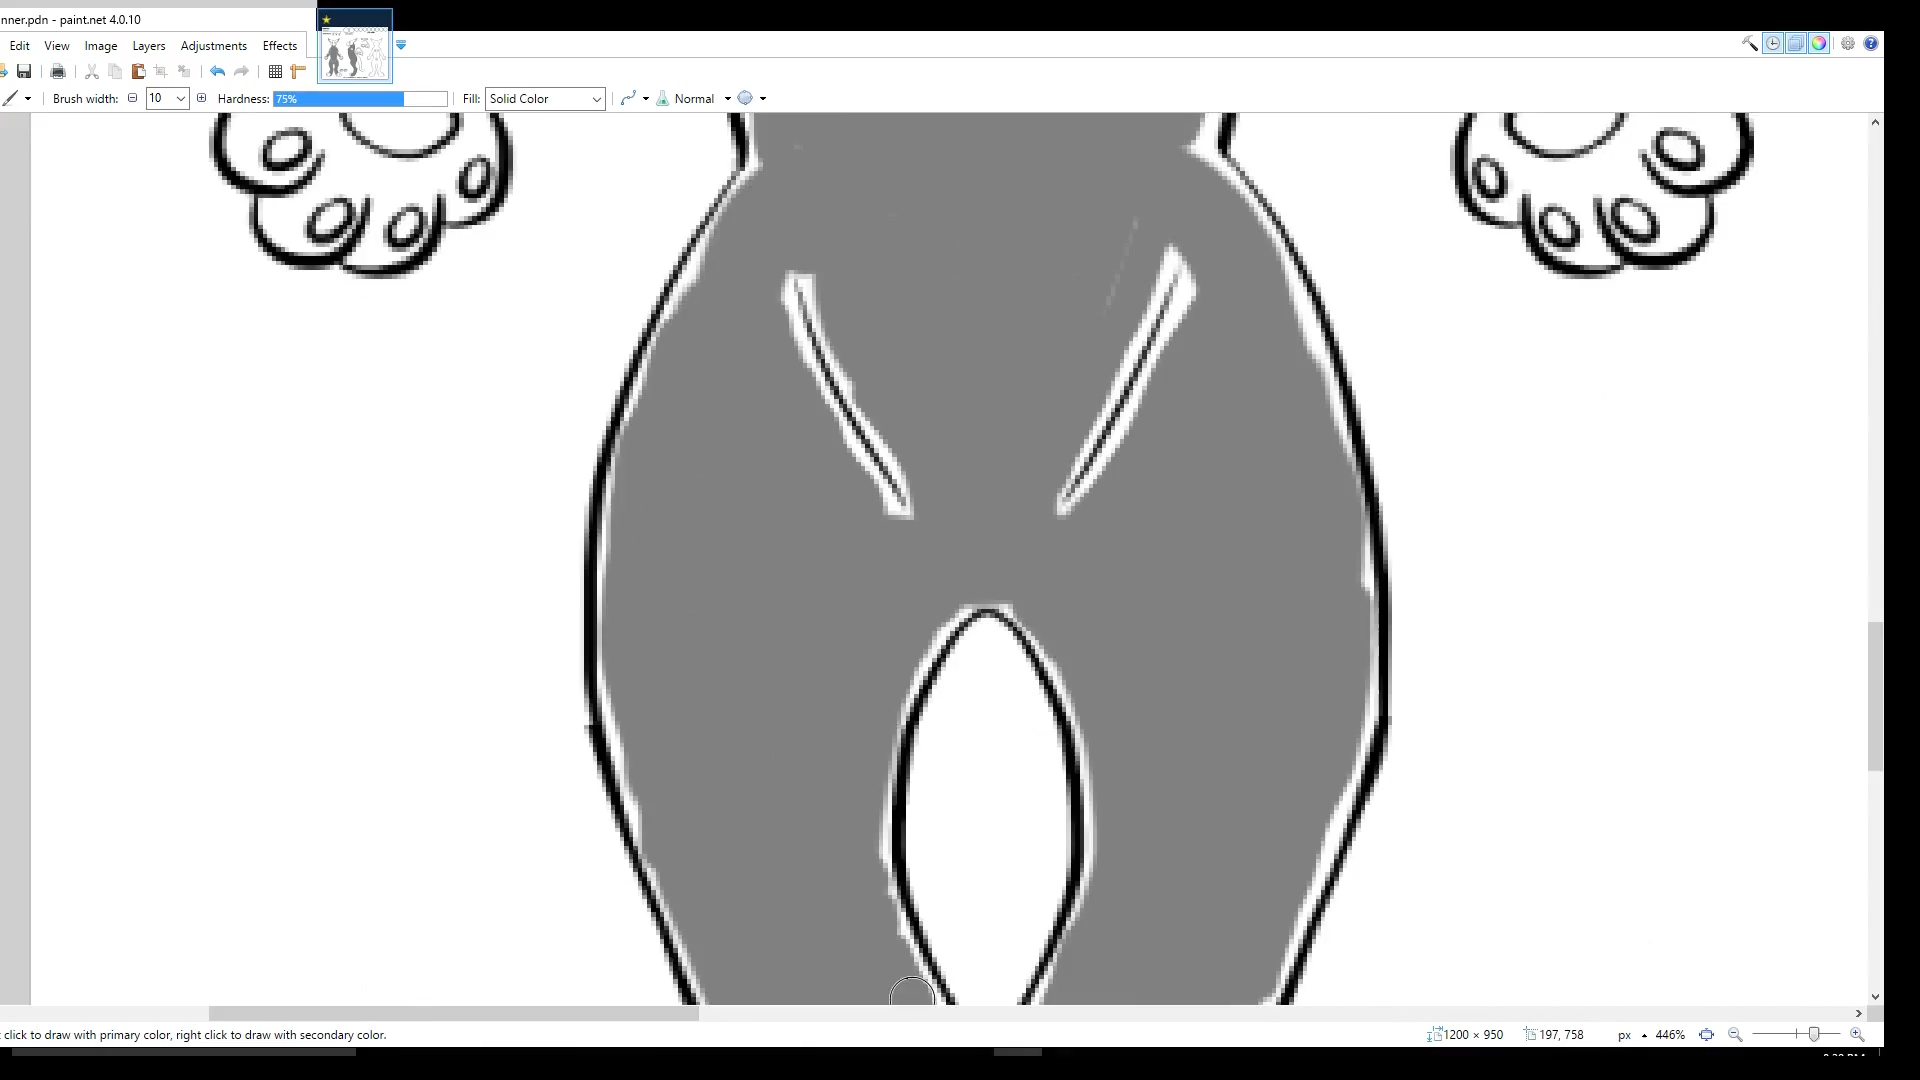 nner.pdn - paint.net 4.0.10
Edit View Image Layers Adjustments Effects
Brush width: 10 Hardness: 75% Fill: Solid Color Normal
click to draw with primary color, right click to draw with secondary color.
1200 × 950 197, 758 px 446%